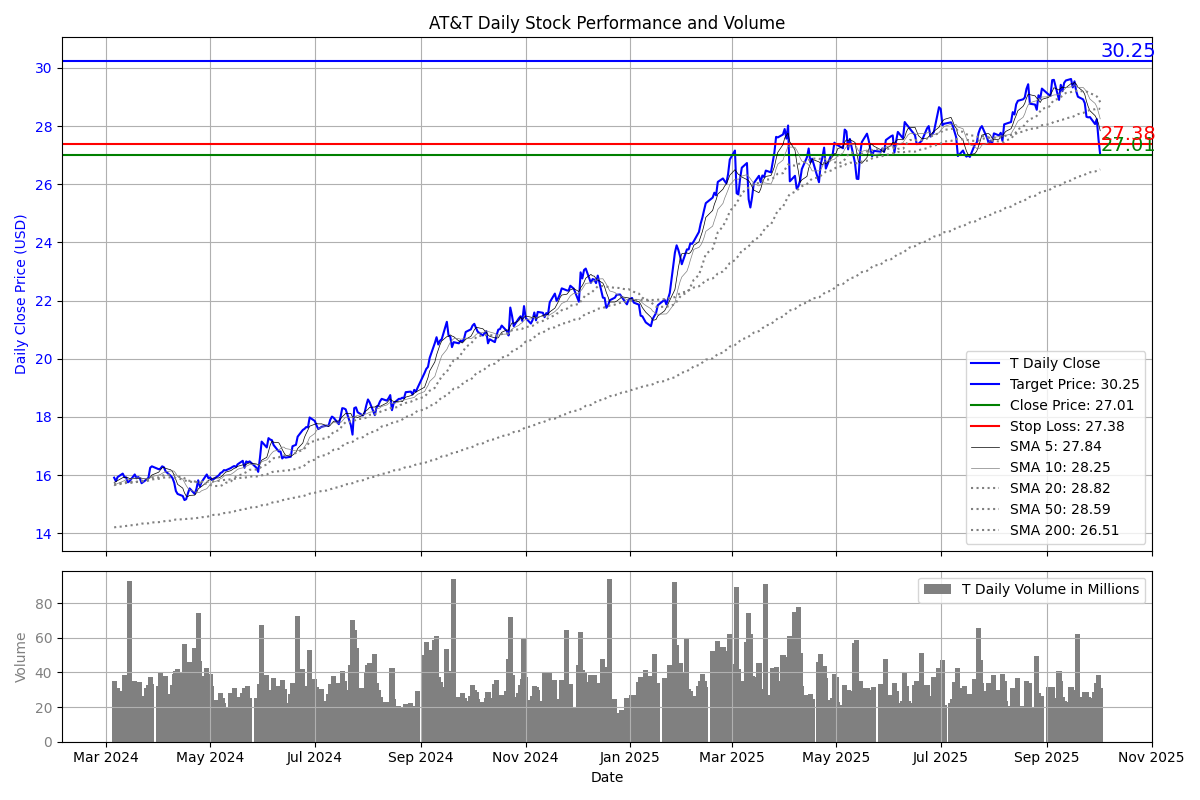 AT&T Daily Stock Performance and Volume
30.25
27.38
27.01
30
28
26
24
22
20
18
16
14
Daily Close Price (USD)
T Daily Close
Target Price: 30.25
Close Price: 27.01
Stop Loss: 27.38
SMA 5: 27.84
SMA 10: 28.25
SMA 20: 28.82
SMA 50: 28.59
SMA 200: 26.51
T Daily Volume in Millions
80
60
40
20
0
Volume
Mar 2024 May 2024 Jul 2024 Sep 2024 Nov 2024 Jan 2025 Mar 2025 May 2025 Jul 2025 Sep 2025 Nov 2025
Date